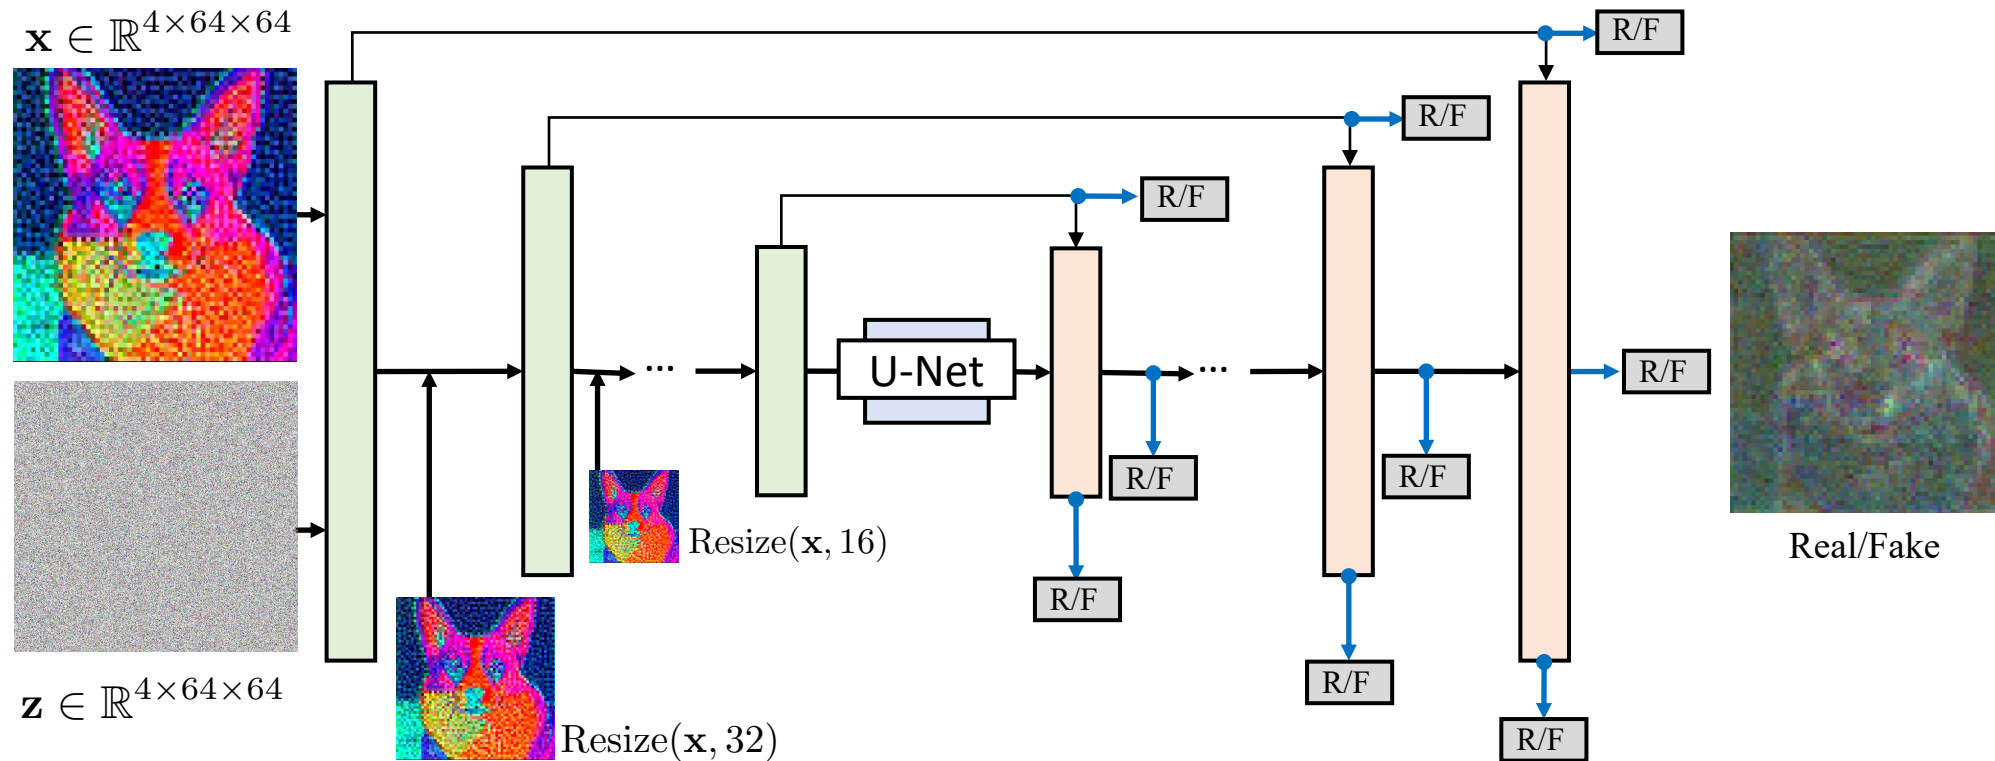 x ∈ ℝ^{4×64×64}
R/F
R/F
R/F
...
U-Net
...
R/F
R/F
R/F
Resize(x, 16)
Real/Fake
R/F
R/F
z ∈ ℝ^{4×64×64}
Resize(x, 32)
R/F